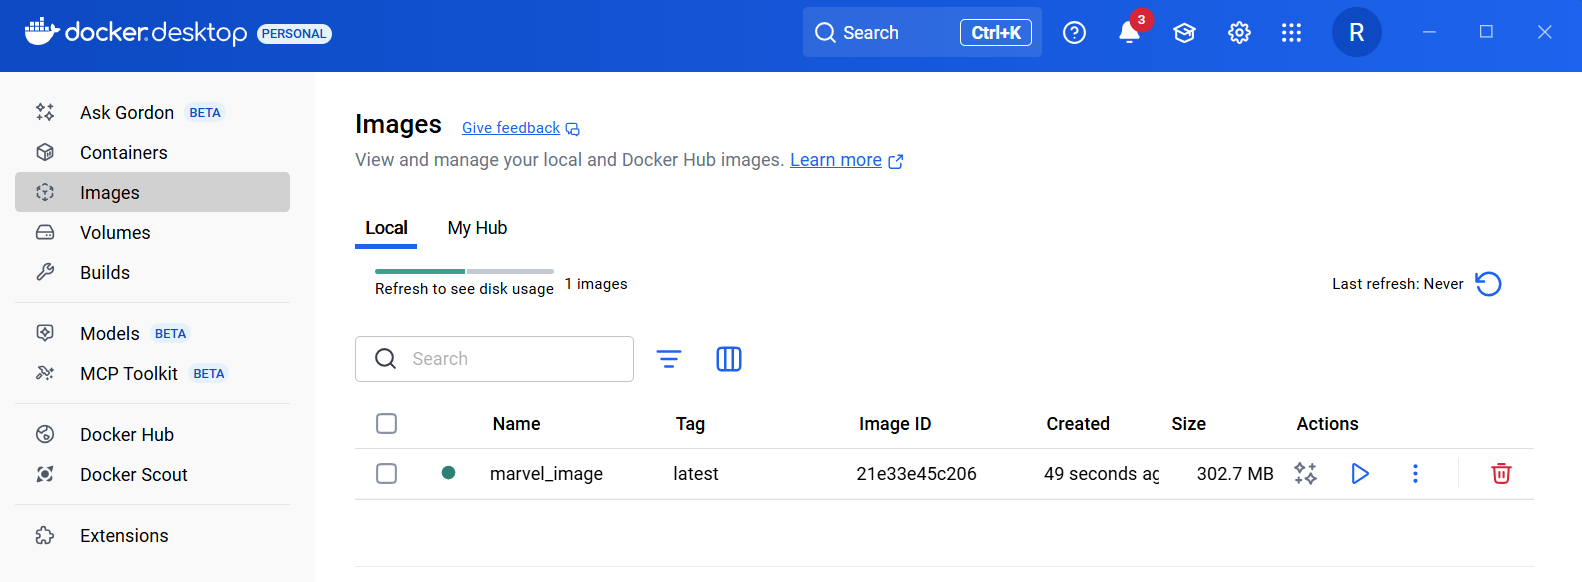 docker.desktop PERSONAL Search Ctrl+K 3 R
Ask Gordon BETA
Containers
Images
Volumes
Builds
Models BETA
MCP Toolkit BETA
Docker Hub
Docker Scout
Extensions
Images Give feedback
View and manage your local and Docker Hub images. Learn more
Local My Hub
Refresh to see disk usage 1 images Last refresh: Never
Search
Name Tag Image ID Created Size Actions
marvel_image latest 21e33e45c206 49 seconds ag 302.7 MB